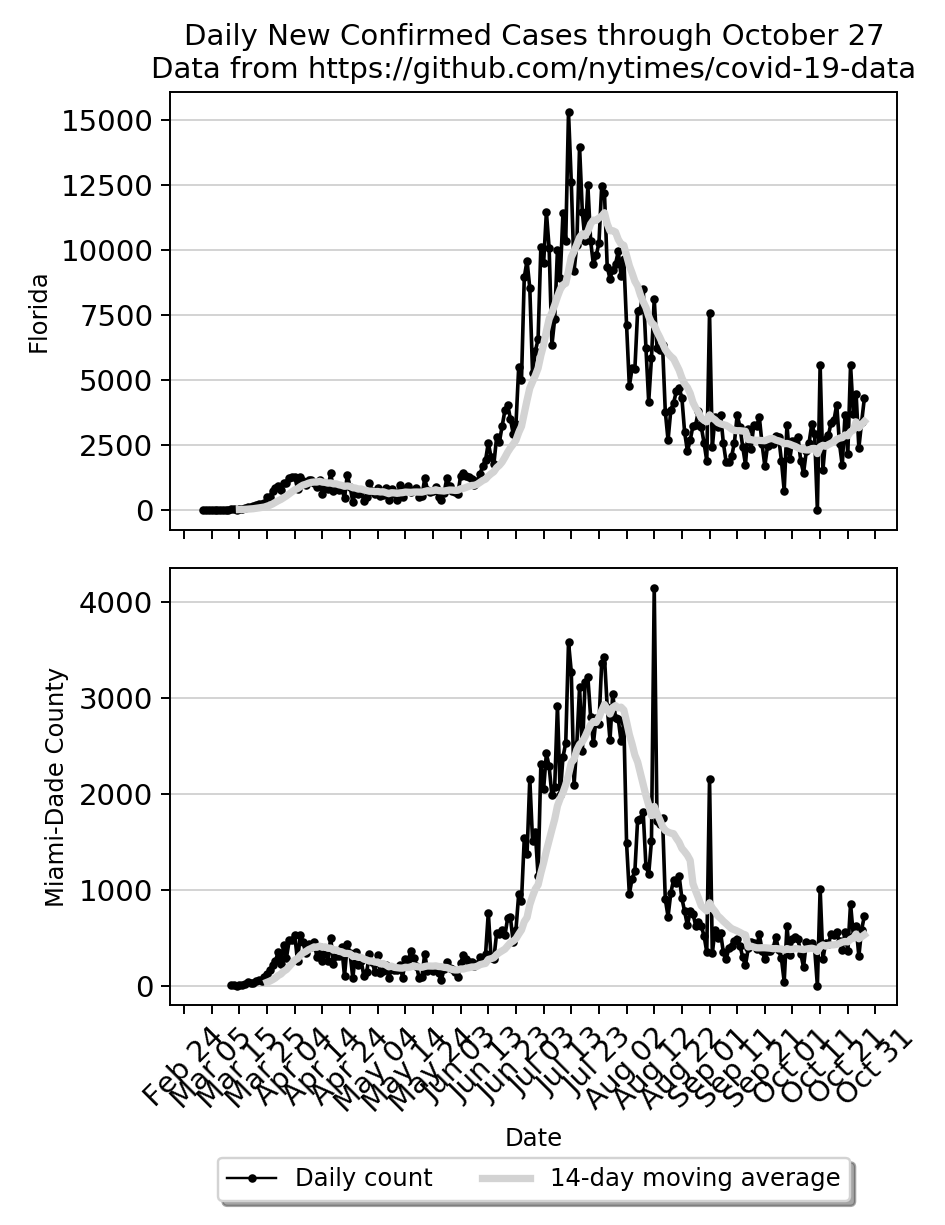 Daily New Confirmed Cases through October 27
Data from https://github.com/nytimes/covid-19-data
15000
12500
10000
7500
5000
2500
0
Florida
4000
3000
2000
1000
0
Miami-Dade County
Feb 24
Mar 05
Mar 15
Mar 25
Apr 04
Apr 14
Apr 24
May 04
May 14
May 24
Jun 03
Jun 13
Jun 23
Jul 03
Jul 13
Jul 23
Aug 02
Aug 12
Aug 22
Sep 01
Sep 11
Sep 21
Oct 01
Oct 11
Oct 21
Oct 31
Date
Daily count
14-day moving average